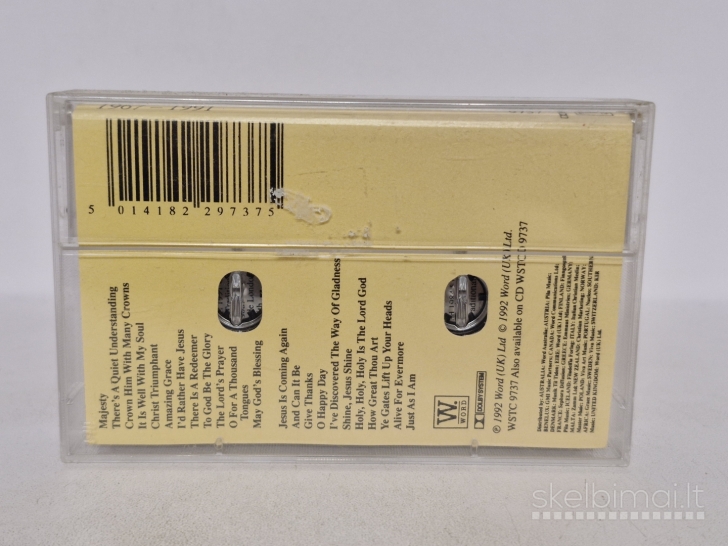 1987 – 1991
5 014182 297375
Majesty
There's A Quiet Understanding
Crown Him With Many Crowns
It Is Well With My Soul
Christ Triumphant
Amazing Grace
I'd Rather Have Jesus
There Is A Redeemer
To God Be The Glory
The Lord's Prayer
O For A Thousand
Tongues
May God's Blessing
Jesus Is Coming Again
And Can It Be
Give Thanks
O Happy Day
I've Discovered The Way Of Gladness
Shine, Jesus Shine
Holy, Holy, Holy Is The Lord God
How Great Thou Art
Ye Gates Lift Up Your Heads
Alive For Evermore
Just As I Am
W.
WORD
DOLBY SYSTEM
℗ 1992 Word (UK) Ltd © 1992 Word (UK) Ltd.
WSTC 9737 Also available on CD WSTCD 9737
skelbimai.lt